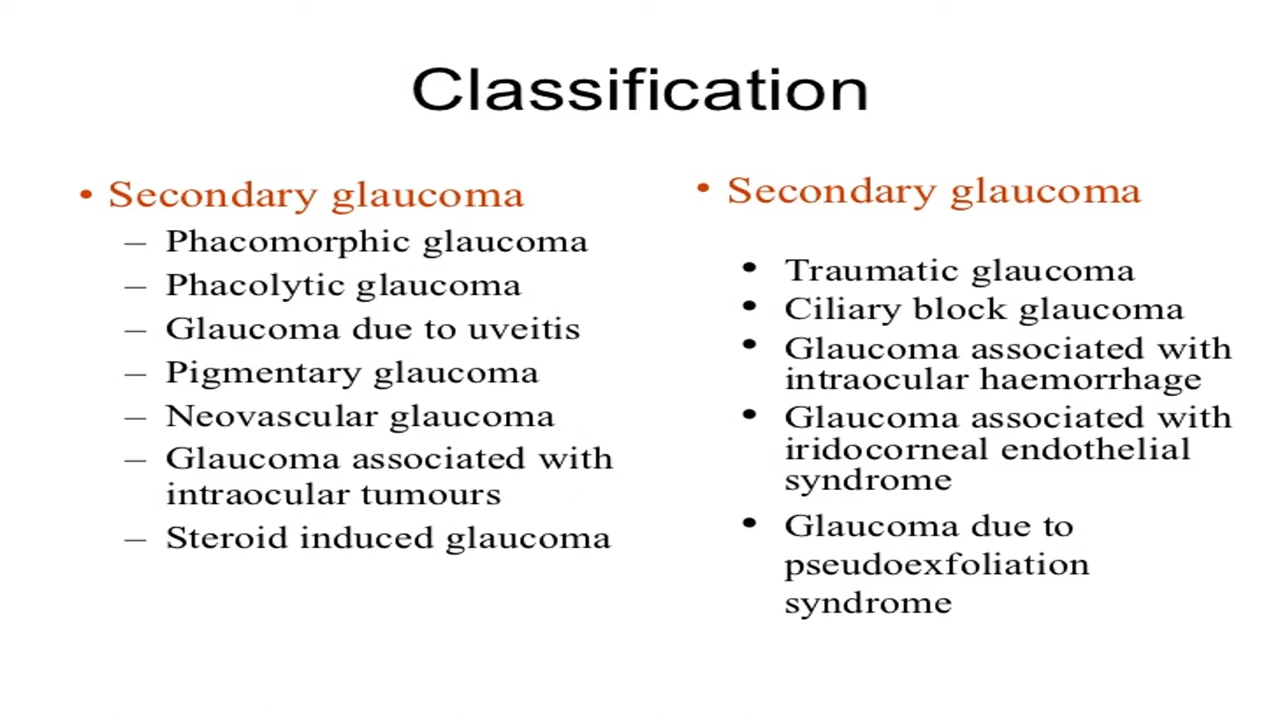 Classification
• Secondary glaucoma
– Phacomorphic glaucoma
– Phacolytic glaucoma
– Glaucoma due to uveitis
– Pigmentary glaucoma
– Neovascular glaucoma
– Glaucoma associated with
intraocular tumours
– Steroid induced glaucoma
• Secondary glaucoma
• Traumatic glaucoma
• Ciliary block glaucoma
• Glaucoma associated with
intraocular haemorrhage
• Glaucoma associated with
iridocorneal endothelial
syndrome
• Glaucoma due to
pseudoexfoliation
syndrome